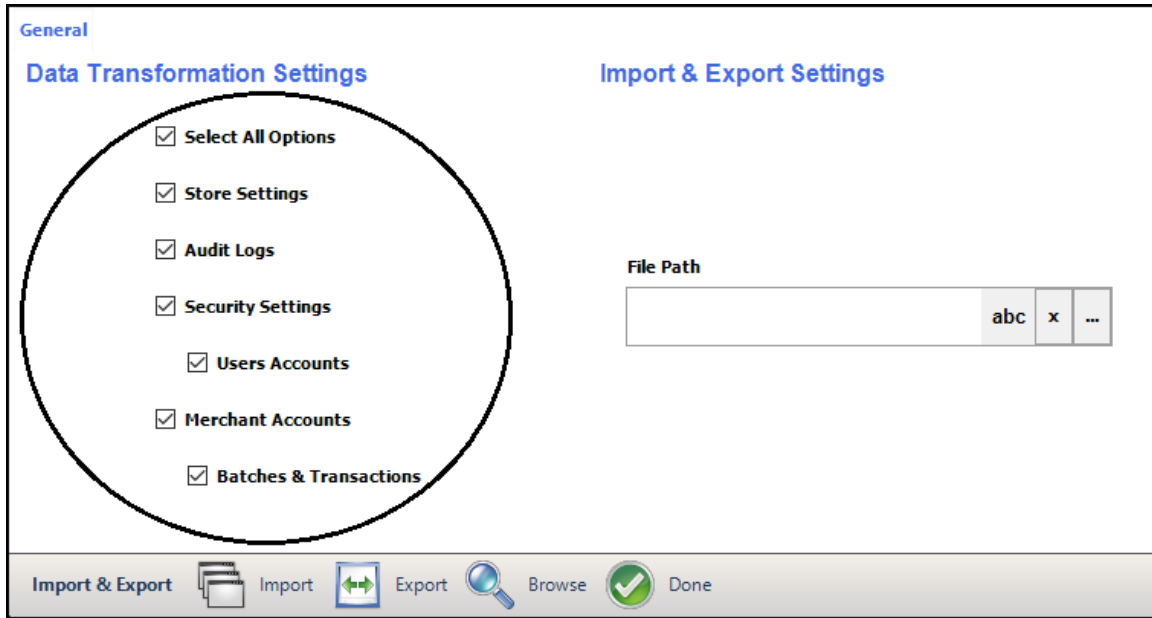 General
Data Transformation Settings
Import & Export Settings
Select All Options
Store Settings
Audit Logs
Security Settings
Users Accounts
Merchant Accounts
Batches & Transactions
File Path
abc x ...
Import & Export Import Export Browse Done